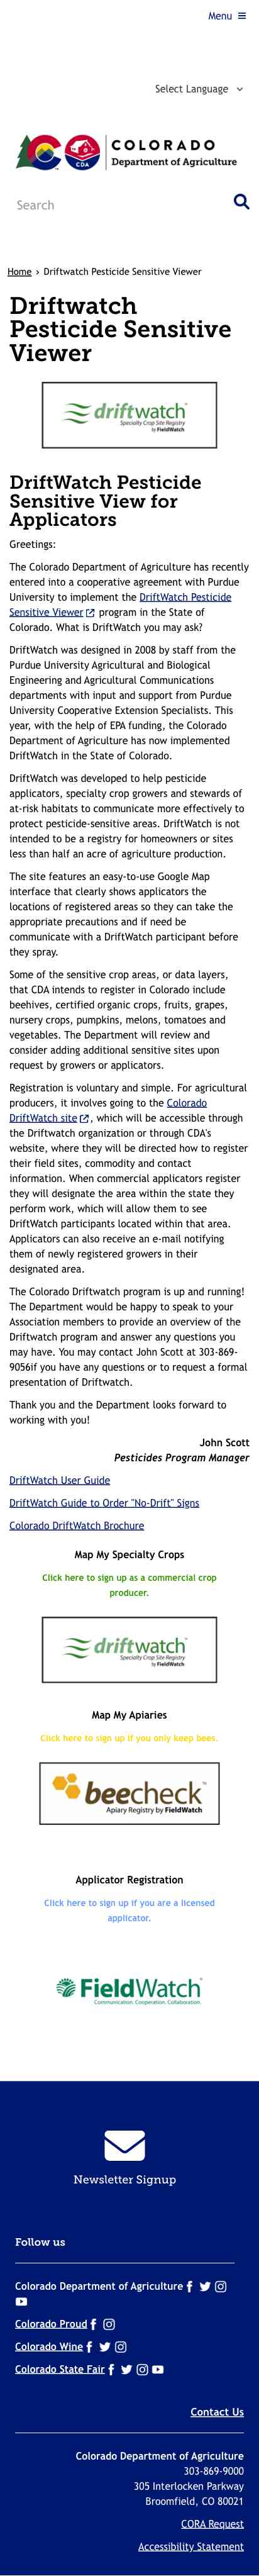 Menu
Select Language
COLORADO
Department of Agriculture
Search
Home › Driftwatch Pesticide Sensitive Viewer
Driftwatch
Pesticide Sensitive
Viewer
driftwatch™
Specialty Crop Site Registry
by FieldWatch
DriftWatch Pesticide
Sensitive View for
Applicators
Greetings:
The Colorado Department of Agriculture has recently
entered into a cooperative agreement with Purdue
University to implement the DriftWatch Pesticide
Sensitive Viewer program in the State of
Colorado. What is DriftWatch you may ask?
DriftWatch was designed in 2008 by staff from the
Purdue University Agricultural and Biological
Engineering and Agricultural Communications
departments with input and support from Purdue
University Cooperative Extension Specialists. This
year, with the help of EPA funding, the Colorado
Department of Agriculture has now implemented
DriftWatch in the State of Colorado.
DriftWatch was developed to help pesticide
applicators, specialty crop growers and stewards of
at-risk habitats to communicate more effectively to
protect pesticide-sensitive areas. DriftWatch is not
intended to be a registry for homeowners or sites
less than half an acre of agriculture production.
The site features an easy-to-use Google Map
interface that clearly shows applicators the
locations of registered areas so they can take the
appropriate precautions and if need be
communicate with a DriftWatch participant before
they spray.
Some of the sensitive crop areas, or data layers,
that CDA intends to register in Colorado include
beehives, certified organic crops, fruits, grapes,
nursery crops, pumpkins, melons, tomatoes and
vegetables. The Department will review and
consider adding additional sensitive sites upon
request by growers or applicators.
Registration is voluntary and simple. For agricultural
producers, it involves going to the Colorado
DriftWatch site, which will be accessible through
the Driftwatch organization or through CDA's
website, where they will be directed how to register
their field sites, commodity and contact
information. When commercial applicators register
they will designate the area within the state they
perform work, which will allow them to see
DriftWatch participants located within that area.
Applicators can also receive an e-mail notifying
them of newly registered growers in their
designated area.
The Colorado Driftwatch program is up and running!
The Department would be happy to speak to your
Association members to provide an overview of the
Driftwatch program and answer any questions you
may have. You may contact John Scott at 303-869-
9056if you have any questions or to request a formal
presentation of Driftwatch.
Thank you and the Department looks forward to
working with you!
John Scott
Pesticides Program Manager
DriftWatch User Guide
DriftWatch Guide to Order "No-Drift" Signs
Colorado DriftWatch Brochure
Map My Specialty Crops
Click here to sign up as a commercial crop
producer.
driftwatch™
Specialty Crop Site Registry
by FieldWatch
Map My Apiaries
Click here to sign up if you only keep bees.
beecheck™
Apiary Registry by FieldWatch
Applicator Registration
Click here to sign up if you are a licensed
applicator.
FieldWatch
Communication. Cooperation. Collaboration.
Newsletter Signup
Follow us
Colorado Department of Agriculture
Colorado Proud
Colorado Wine
Colorado State Fair
Contact Us
Colorado Department of Agriculture
303-869-9000
305 Interlocken Parkway
Broomfield, CO 80021
CORA Request
Accessibility Statement